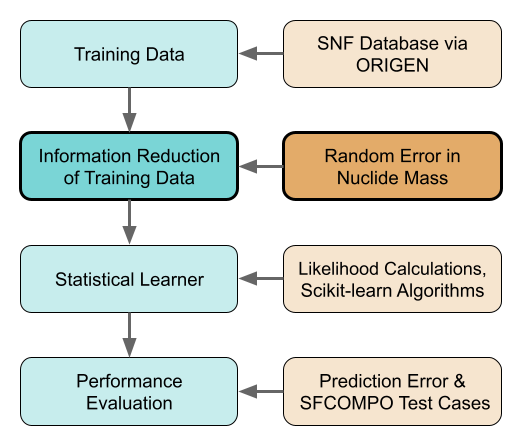 Training Data
SNF Database via
ORIGEN
Information Reduction
of Training Data
Random Error in
Nuclide Mass
Statistical Learner
Likelihood Calculations,
Scikit-learn Algorithms
Performance
Evaluation
Prediction Error &
SFCOMPO Test Cases